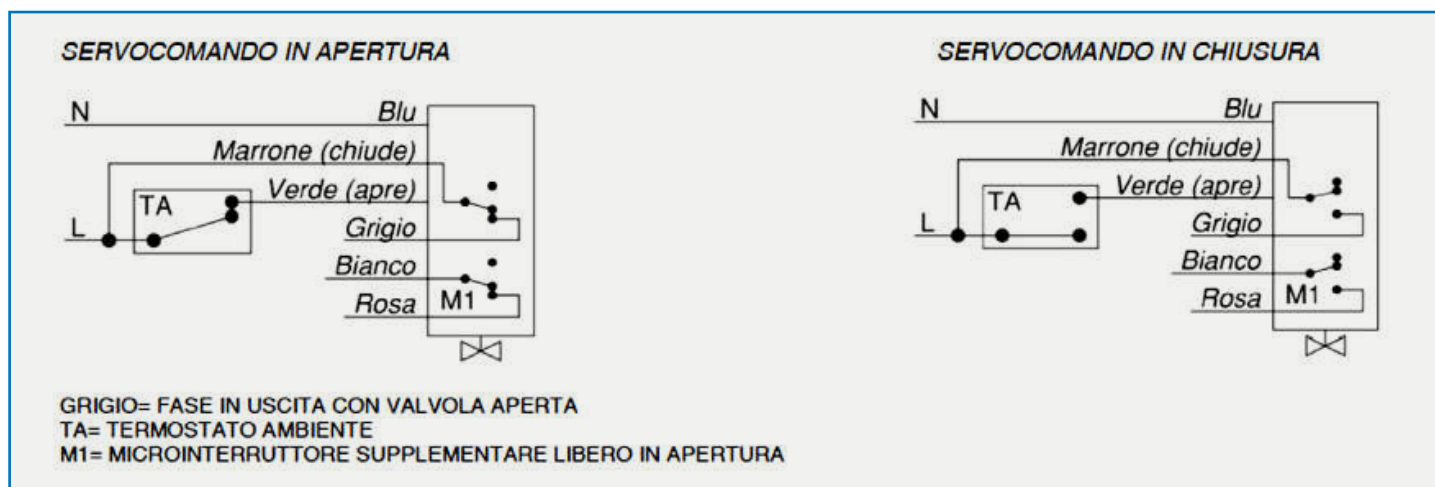 SERVOCOMANDO IN APERTURA
N
Blu
Marrone (chiude)
Verde (apre)
TA
L
Grigio
Bianco
Rosa
M1
SERVOCOMANDO IN CHIUSURA
N
Blu
Marrone (chiude)
Verde (apre)
TA
L
Grigio
Bianco
Rosa
M1
GRIGIO= FASE IN USCITA CON VALVOLA APERTA
TA= TERMOSTATO AMBIENTE
M1= MICROINTERRUTTORE SUPPLEMENTARE LIBERO IN APERTURA